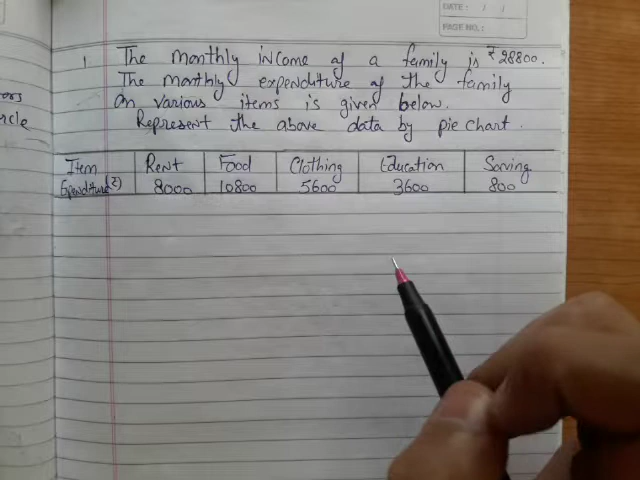 DATE: / /
PAGE NO.:
ors
rcle
1 The monthly income of a family is ₹28800.
The monthly expenditure of the family
on various items is given below.
Represent the above data by pie chart.
Item Rent Food Clothing Education Saving
Expenditure(₹) 8000 10800 5600 3600 800